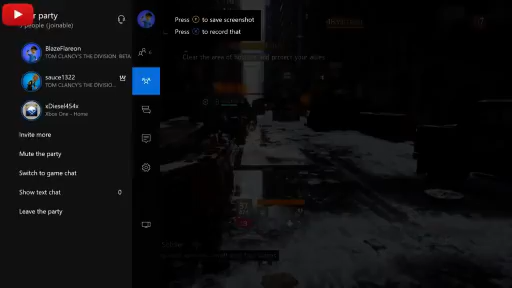 r party
people (joinable)
BlazeFlareon
TOM CLANCY'S THE DIVISION BETA
sauce1322
TOM CLANCY'S THE DIVISIO...
xDiesel454x
Xbox One - Home
Invite more
Mute the party
Switch to game chat
Show text chat 0
Leave the party
Press Y to save screenshot
Press X to record that
Clear the area of hostiles and protect your allies